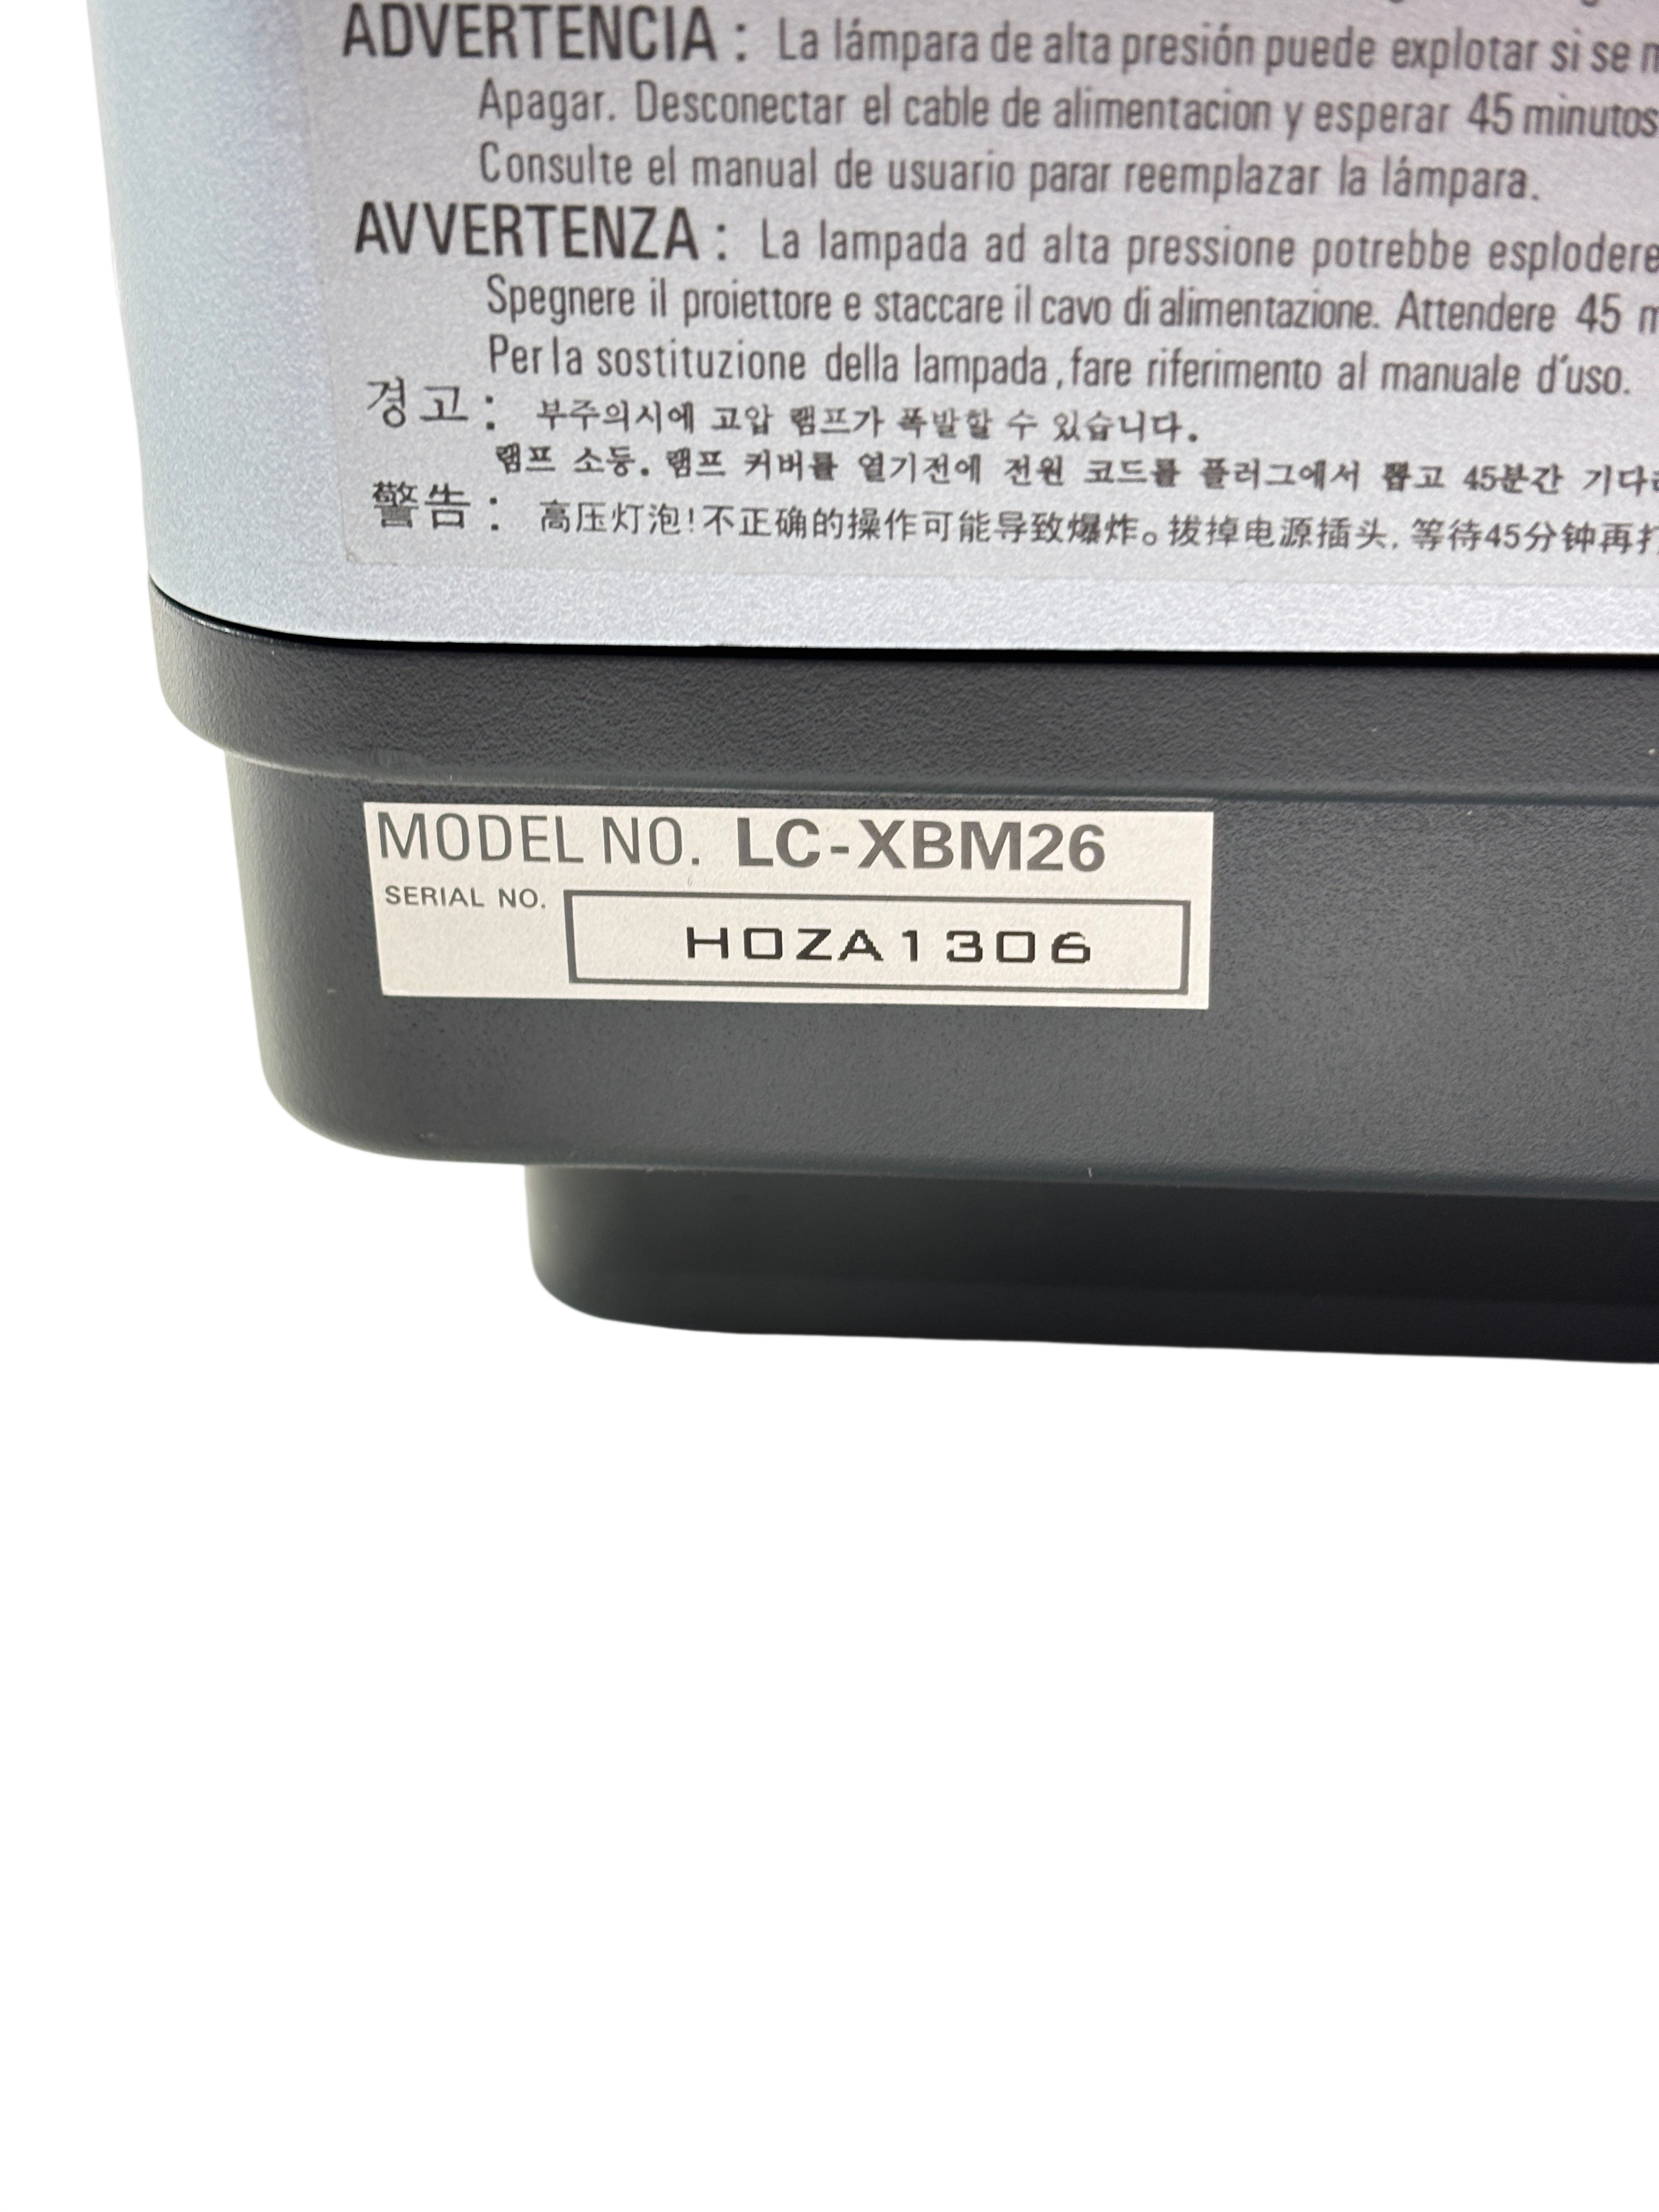 ADVERTENCIA : La lámpara de alta presión puede explotar si se
Apagar. Desconectar el cable de alimentacion y esperar 45 minutos
Consulte el manual de usuario parar reemplazar la lámpara.
AVVERTENZA : La lampada ad alta pressione potrebbe esplodere
Spegnere il proiettore e staccare il cavo di alimentazione. Attendere 45
Per la sostituzione della lampada, fare riferimento al manuale d'uso.
경고 : 부주의시에 고압 램프가 폭발할 수 있습니다.
램프 소등. 램프 커버를 열기전에 전원 코드를 플러그에서 뽑고 45분간
警告 : 高压灯泡!不正确的操作可能导致爆炸。拔掉电源插头, 等待45分钟再
MODEL NO. LC-XBM26
SERIAL NO.
H0ZA1306